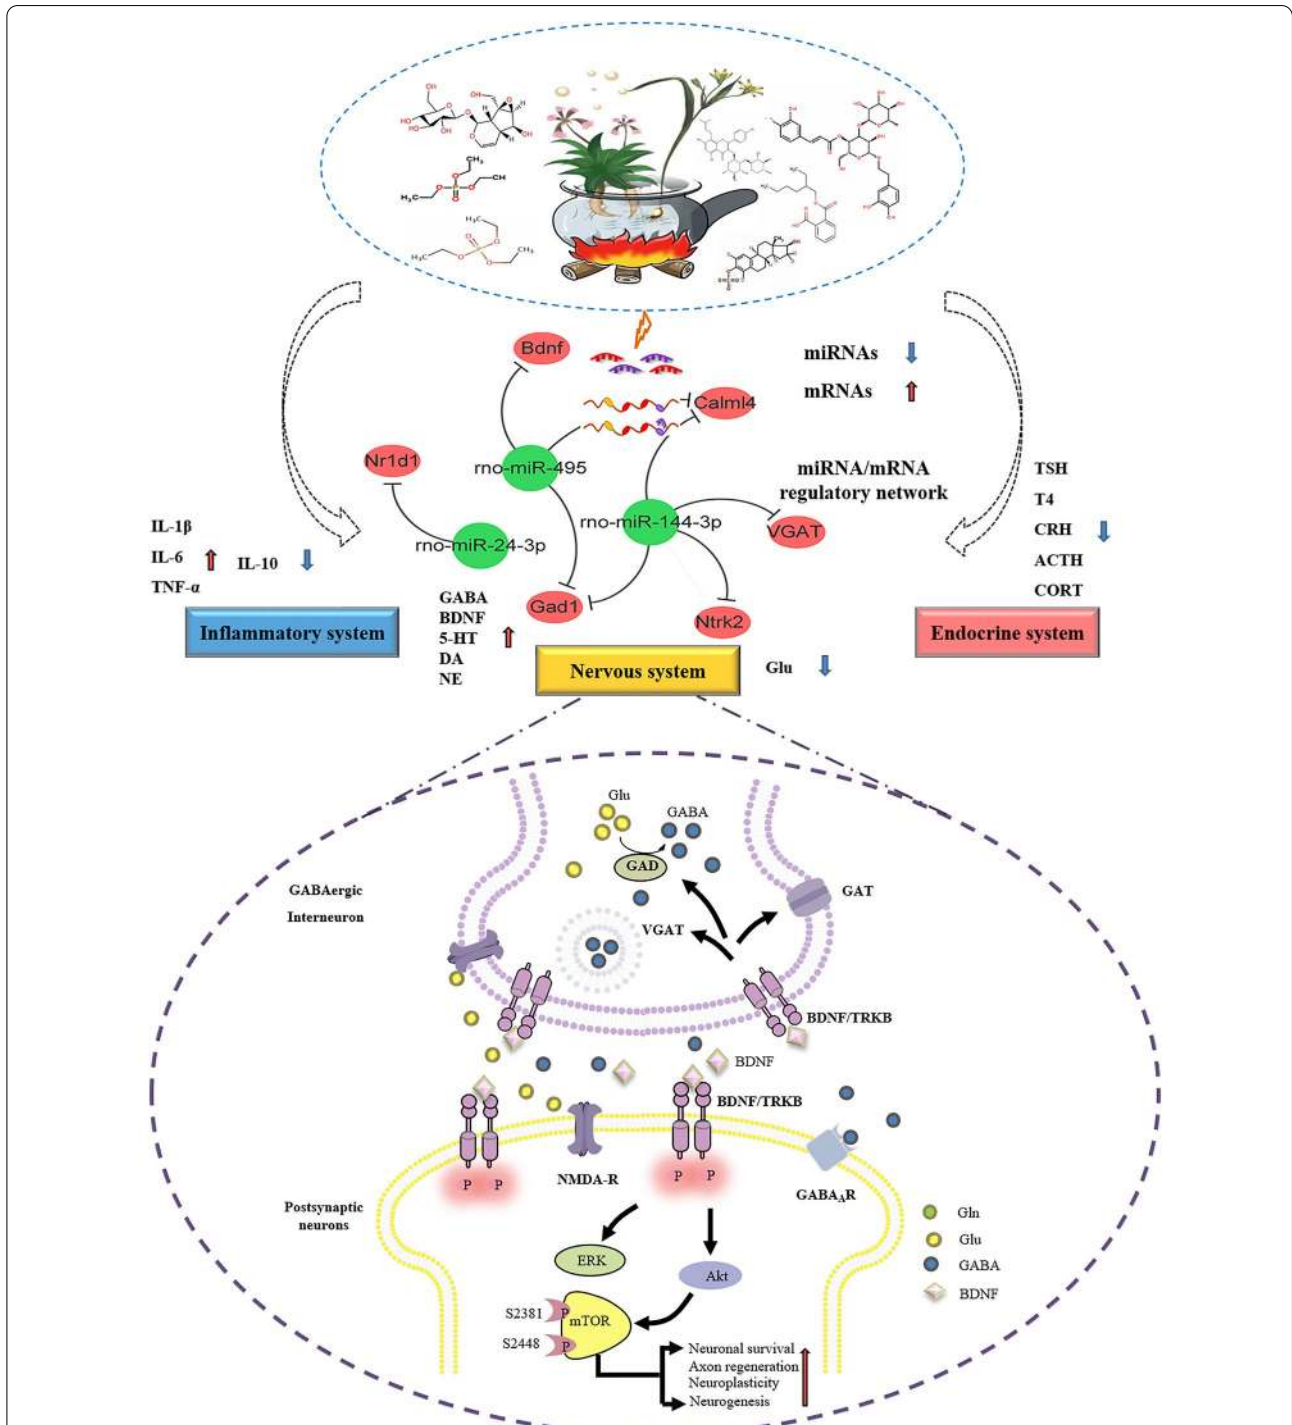 Bdnf
miRNAs
mRNAs
Calml4
Nr1d1
rno-miR-495
miRNA/mRNA
regulatory network
rno-miR-144-3p
VGAT
rno-miR-24-3p
Gad1
Ntrk2
IL-1β
IL-6
IL-10
TNF-α
Inflammatory system
GABA
BDNF
5-HT
DA
NE
Nervous system
Glu
TSH
T4
CRH
ACTH
CORT
Endocrine system
Glu
GABA
GAD
GABAergic
Interneuron
GAT
VGAT
BDNF/TRKB
BDNF
BDNF/TRKB
P P
NMDA-R
P P
GABA_AR
Postsynaptic
neurons
Gln
Glu
GABA
BDNF
ERK
Akt
S2381
P
mTOR
S2448
P
Neuronal survival
Axon regeneration
Neuroplasticity
Neurogenesis